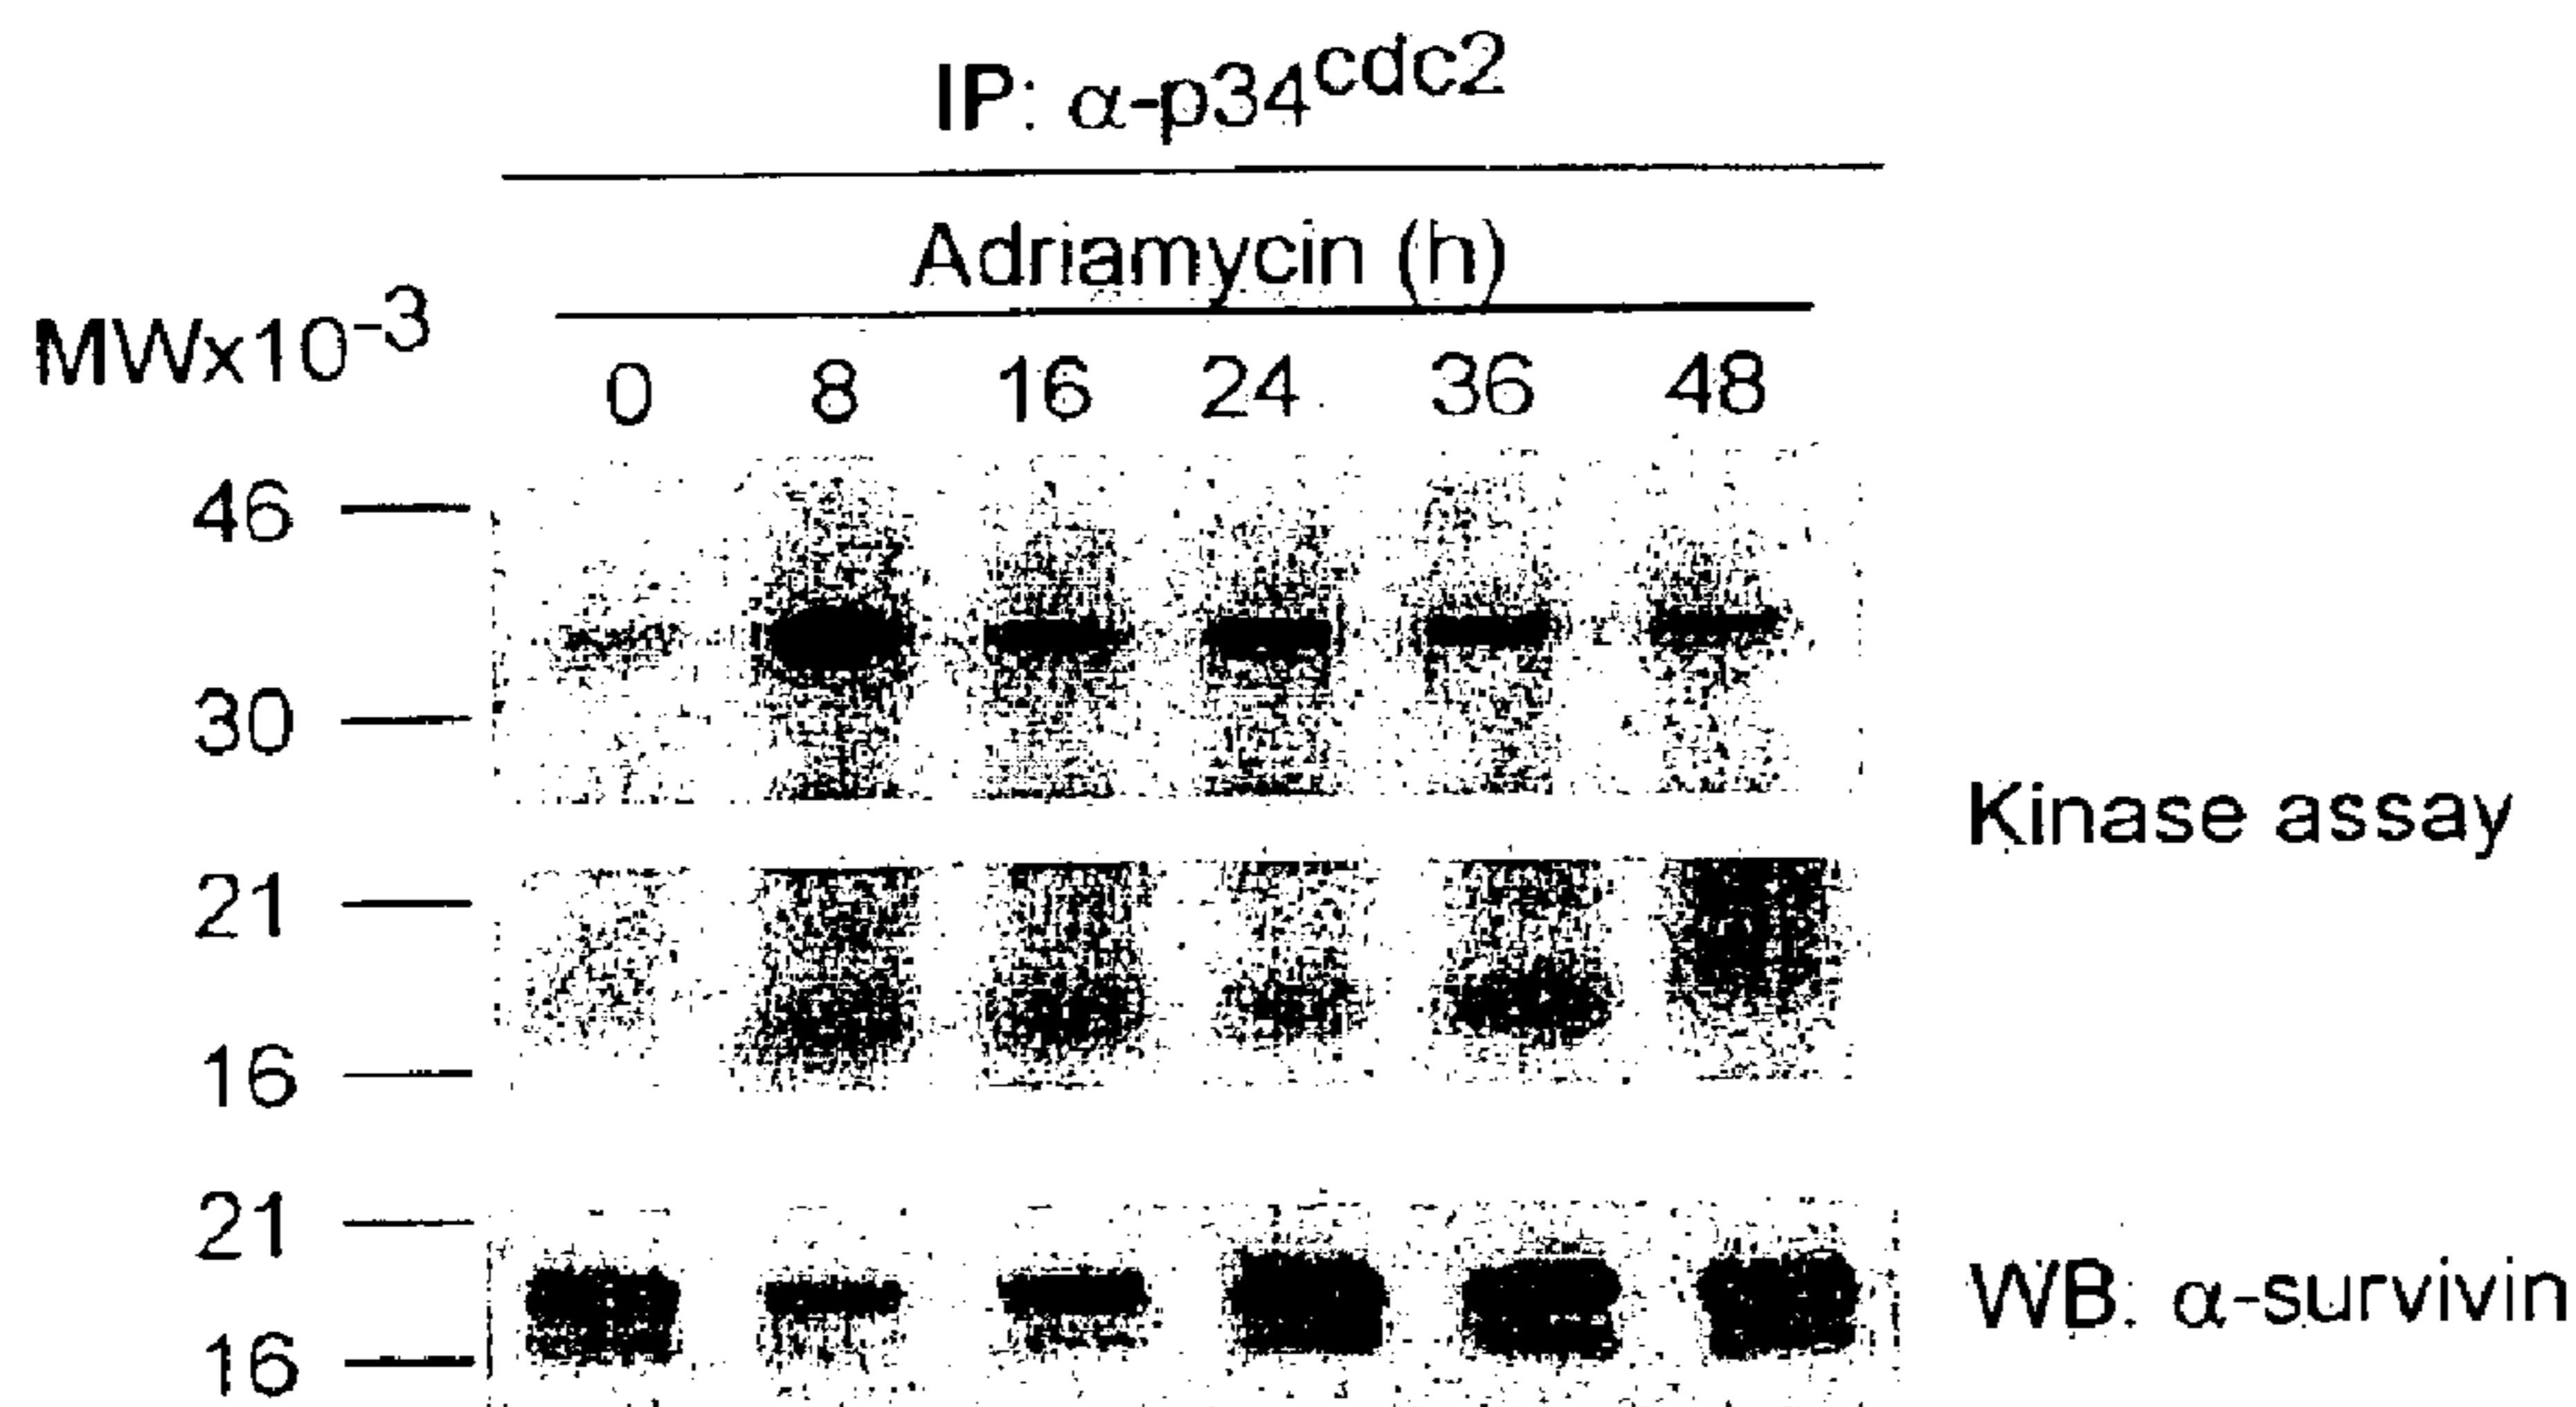 IP: α-p34cdc2
Adriamycin (h)
MWx10-3
0 8 16 24 36 48
46
30
Kinase assay
21
16
21
WB: α-survivin
16